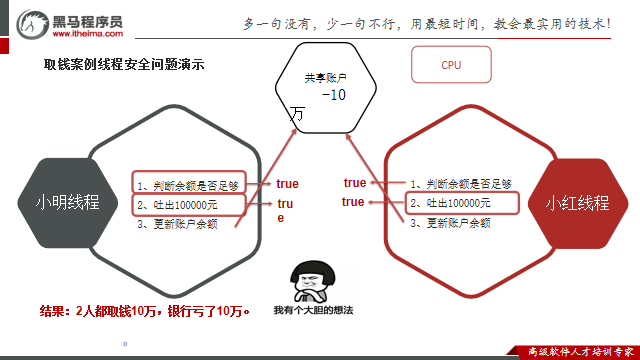 黑马程序员
www.itheima.com
多一句没有，少一句不行，用最短时间，教会最实用的技术！
取钱案例线程安全问题演示
共享账户
-10
万
CPU
小明线程
1、判断余额是否足够
2、吐出100000元
3、更新账户余额
true
tru
e
true
true
1、判断余额是否足够
2、吐出100000元
3、更新账户余额
小红线程
我有个大胆的想法
结果：2人都取钱10万，银行亏了10万。
0
高级软件人才培训专家